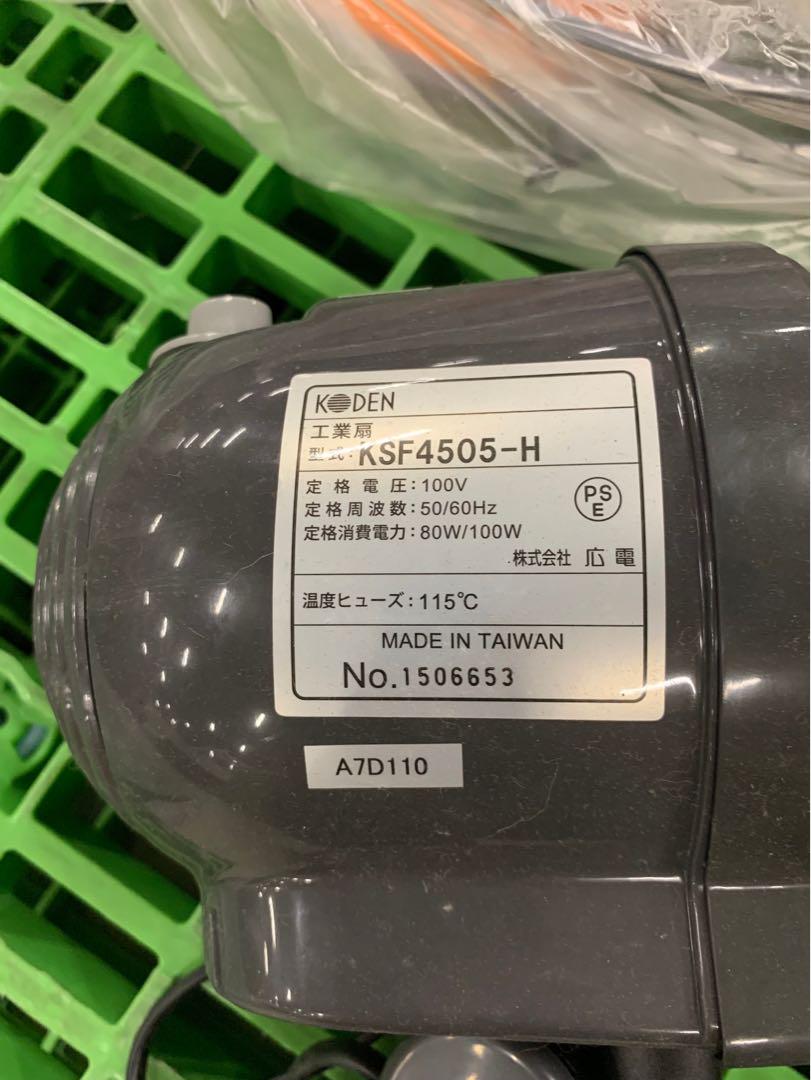 KODEN
工業扇
型式:KSF4505-H
定格電圧:100V
定格周波数:50/60Hz
定格消費電力:80W/100W
PS
E
株式会社 広電
温度ヒューズ:115℃
MADE IN TAIWAN
No.1506653
A7D110